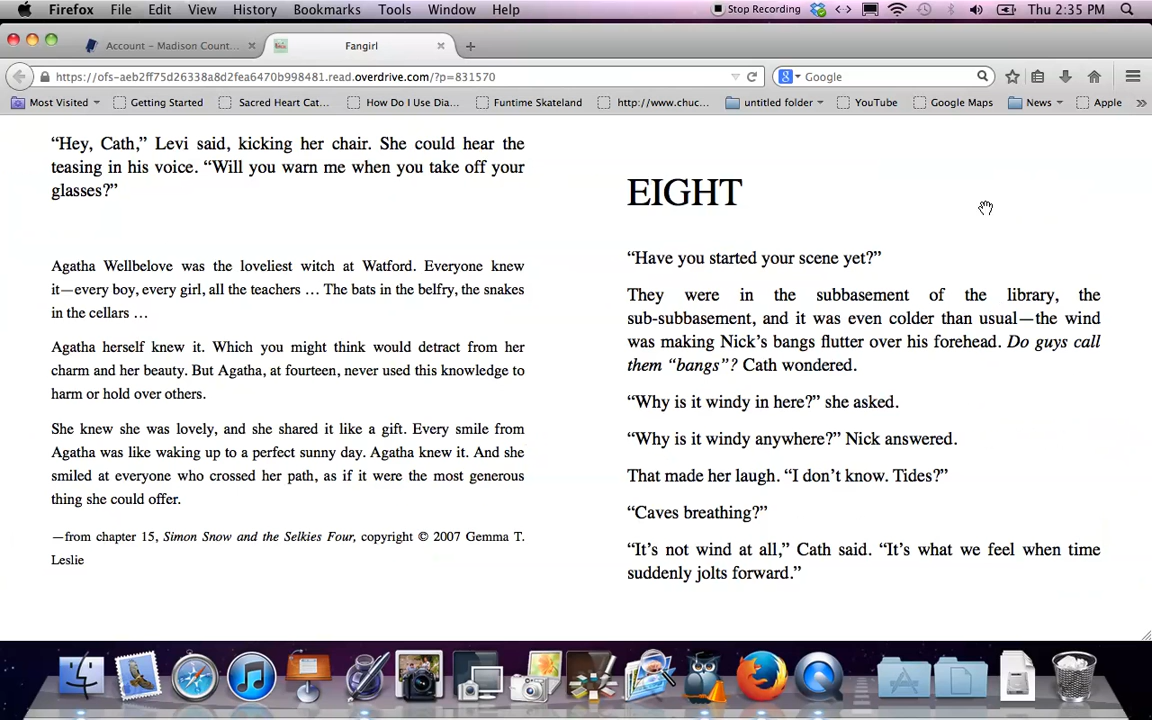 Firefox File Edit View History Bookmarks Tools Window Help Stop Recording Thu 2:35 PM
Account – Madison Count... Fangirl
https://ofs-aeb2ff75d26338a8d2fea6470b998481.read.overdrive.com/?p=831570 Google
Most Visited Getting Started Sacred Heart Cat... How Do I Use Dia... Funtime Skateland http://www.chuc... untitled folder YouTube Google Maps News Apple
“Hey, Cath,” Levi said, kicking her chair. She could hear the
teasing in his voice. “Will you warn me when you take off your
glasses?”
Agatha Wellbelove was the loveliest witch at Watford. Everyone knew
it—every boy, every girl, all the teachers … The bats in the belfry, the snakes
in the cellars …
Agatha herself knew it. Which you might think would detract from her
charm and her beauty. But Agatha, at fourteen, never used this knowledge to
harm or hold over others.
She knew she was lovely, and she shared it like a gift. Every smile from
Agatha was like waking up to a perfect sunny day. Agatha knew it. And she
smiled at everyone who crossed her path, as if it were the most generous
thing she could offer.
—from chapter 15, Simon Snow and the Selkies Four, copyright © 2007 Gemma T.
Leslie
EIGHT
“Have you started your scene yet?”
They were in the subbasement of the library, the
sub-subbasement, and it was even colder than usual—the wind
was making Nick’s bangs flutter over his forehead. Do guys call
them “bangs”? Cath wondered.
“Why is it windy in here?” she asked.
“Why is it windy anywhere?” Nick answered.
That made her laugh. “I don’t know. Tides?”
“Caves breathing?”
“It’s not wind at all,” Cath said. “It’s what we feel when time
suddenly jolts forward.”